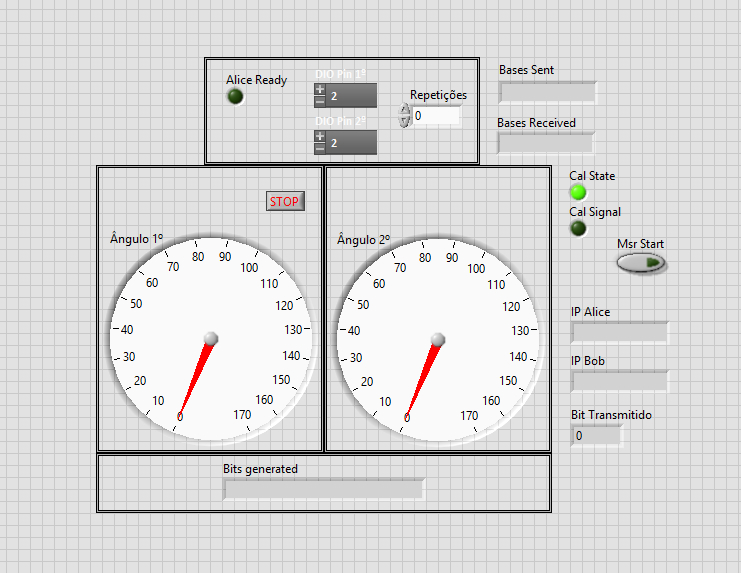 Alice Ready
DIO Pin 1º
2
DIO Pin 2º
2
Repetições
0
Bases Sent
Bases Received
STOP
Ângulo 1º
0
10
20
30
40
50
60
70
80
90
100
110
120
130
140
150
160
170
Ângulo 2º
0
10
20
30
40
50
60
70
80
90
100
110
120
130
140
150
160
170
Cal State
Cal Signal
Msr Start
IP Alice
IP Bob
Bit Transmitido
0
Bits generated